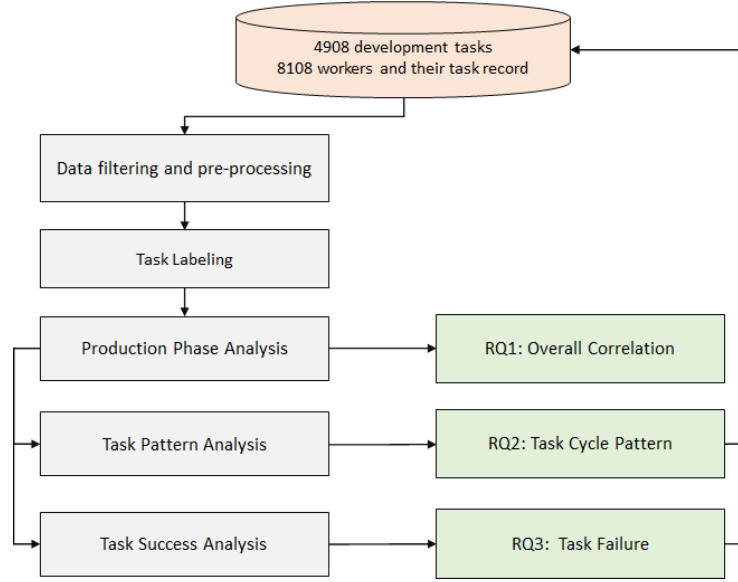 4908 development tasks
8108 workers and their task record
Data filtering and pre-processing
Task Labeling
Production Phase Analysis
RQ1: Overall Correlation
Task Pattern Analysis
RQ2: Task Cycle Pattern
Task Success Analysis
RQ3: Task Failure